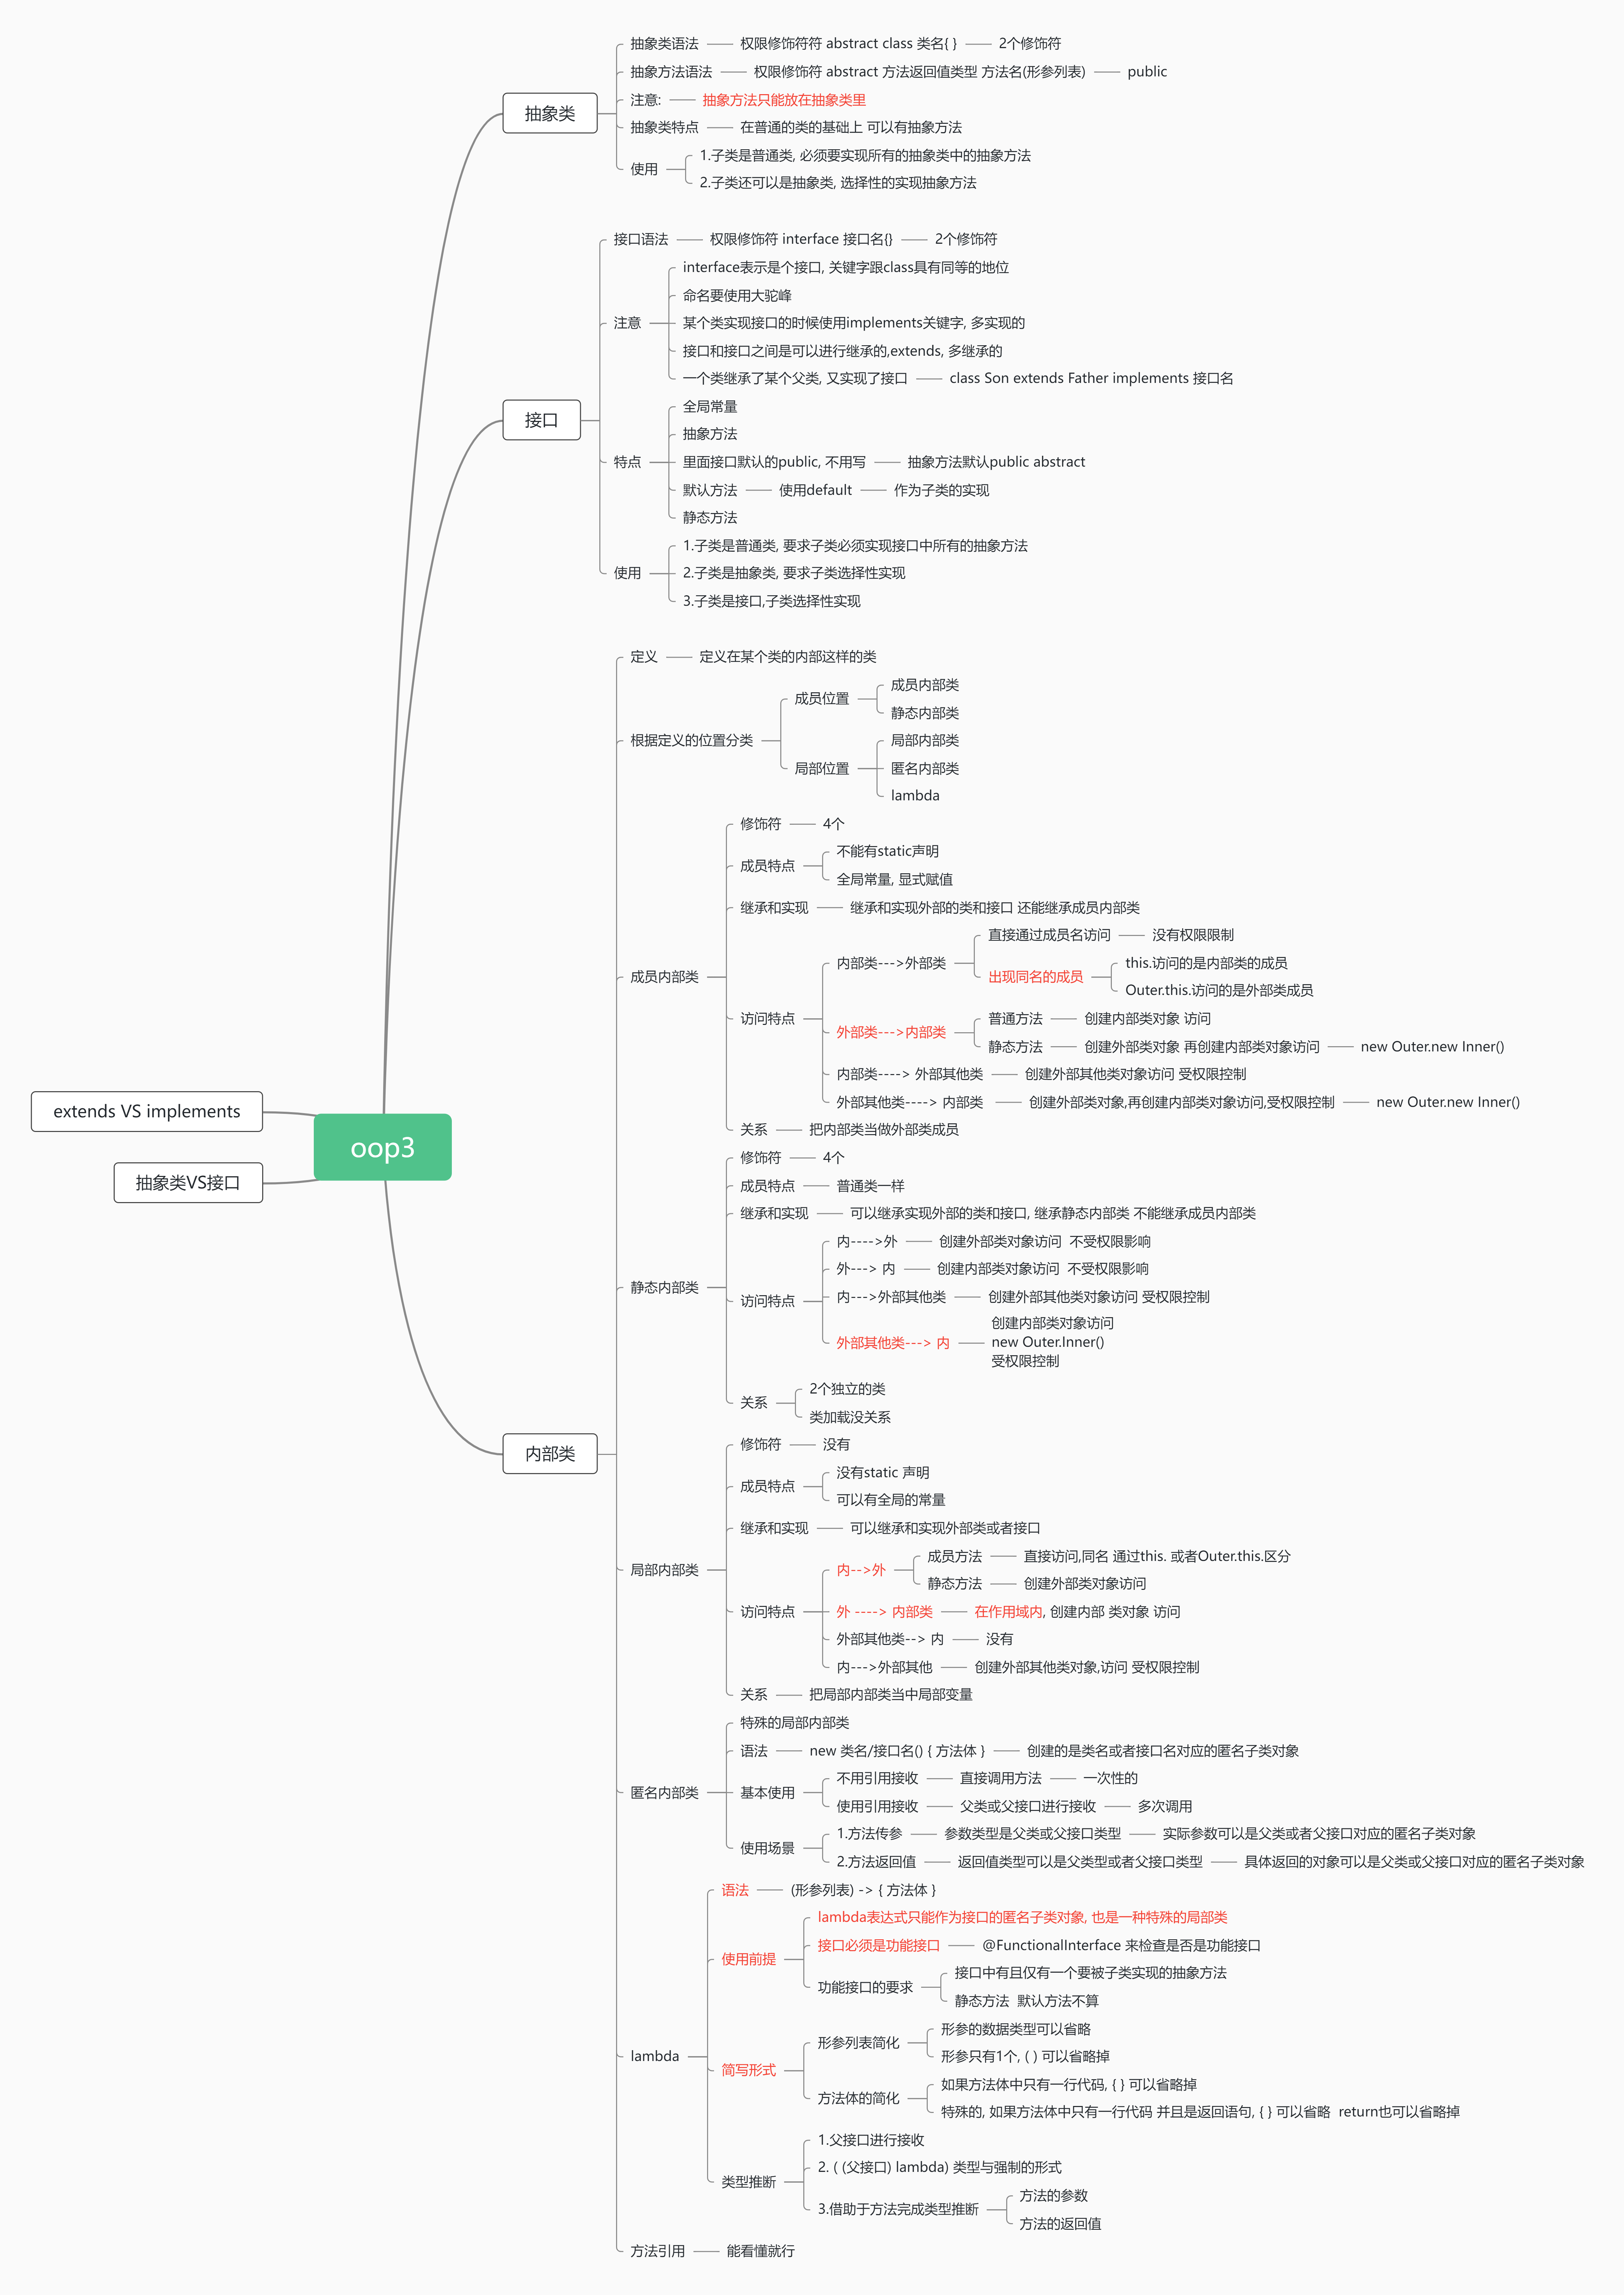 抽象类
抽象类语法
权限修饰符符 abstract class 类名{ }
2个修饰符
抽象方法语法
权限修饰符 abstract 方法返回值类型 方法名(形参列表)
public
注意:
抽象方法只能放在抽象类里
抽象类特点
在普通的类的基础上 可以有抽象方法
使用
1.子类是普通类, 必须要实现所有的抽象类中的抽象方法
2.子类还可以是抽象类, 选择性的实现抽象方法
接口
接口语法
权限修饰符 interface 接口名{}
2个修饰符
注意
interface表示是个接口, 关键字跟class具有同等的地位
命名要使用大驼峰
某个类实现接口的时候使用implements关键字, 多实现的
接口和接口之间是可以进行继承的,extends, 多继承的
一个类继承了某个父类, 又实现了接口
class Son extends Father implements 接口名
特点
全局常量
抽象方法
里面接口默认的public, 不用写
抽象方法默认public abstract
默认方法
使用default
作为子类的实现
静态方法
使用
1.子类是普通类, 要求子类必须实现接口中所有的抽象方法
2.子类是抽象类, 要求子类选择性实现
3.子类是接口,子类选择性实现
extends VS implements
oop3
抽象类VS接口
内部类
定义
定义在某个类的内部这样的类
根据定义的位置分类
成员位置
成员内部类
静态内部类
局部位置
局部内部类
匿名内部类
lambda
成员内部类
修饰符
4个
成员特点
不能有static声明
全局常量, 显式赋值
继承和实现
继承和实现外部的类和接口 还能继承成员内部类
访问特点
内部类--->外部类
直接通过成员名访问
没有权限限制
出现同名的成员
this.访问的是内部类的成员
Outer.this.访问的是外部类成员
外部类--->内部类
普通方法
创建内部类对象 访问
静态方法
创建外部类对象 再创建内部类对象访问
new Outer.new Inner()
内部类----> 外部其他类
创建外部其他类对象访问 受权限控制
外部其他类----> 内部类
创建外部类对象,再创建内部类对象访问,受权限控制
new Outer.new Inner()
关系
把内部类当做外部类成员
静态内部类
修饰符
4个
成员特点
普通类一样
继承和实现
可以继承实现外部的类和接口, 继承静态内部类 不能继承成员内部类
访问特点
内---->外
创建外部类对象访问  不受权限影响
外---> 内
创建内部类对象访问  不受权限影响
内--->外部其他类
创建外部其他类对象访问 受权限控制
外部其他类---> 内
创建内部类对象访问
new Outer.Inner()
受权限控制
关系
2个独立的类
类加载没关系
局部内部类
修饰符
没有
成员特点
没有static 声明
可以有全局的常量
继承和实现
可以继承和实现外部类或者接口
访问特点
内-->外
成员方法
直接访问,同名 通过this. 或者Outer.this.区分
静态方法
创建外部类对象访问
外 ----> 内部类
在作用域内, 创建内部 类对象 访问
外部其他类--> 内
没有
内--->外部其他
创建外部其他类对象,访问 受权限控制
关系
把局部内部类当中局部变量
匿名内部类
特殊的局部内部类
语法
new 类名/接口名() { 方法体 }
创建的是类名或者接口名对应的匿名子类对象
基本使用
不用引用接收
直接调用方法
一次性的
使用引用接收
父类或父接口进行接收
多次调用
使用场景
1.方法传参
参数类型是父类或父接口类型
实际参数可以是父类或者父接口对应的匿名子类对象
2.方法返回值
返回值类型可以是父类型或者父接口类型
具体返回的对象可以是父类或父接口对应的匿名子类对象
lambda
语法
(形参列表) -> { 方法体 }
使用前提
lambda表达式只能作为接口的匿名子类对象, 也是一种特殊的局部类
接口必须是功能接口
@FunctionalInterface 来检查是否是功能接口
功能接口的要求
接口中有且仅有一个要被子类实现的抽象方法
静态方法  默认方法不算
简写形式
形参列表简化
形参的数据类型可以省略
形参只有1个, ( ) 可以省略掉
方法体的简化
如果方法体中只有一行代码, { } 可以省略掉
特殊的, 如果方法体中只有一行代码 并且是返回语句, { } 可以省略  return也可以省略掉
类型推断
1.父接口进行接收
2. ( (父接口) lambda) 类型与强制的形式
3.借助于方法完成类型推断
方法的参数
方法的返回值
方法引用
能看懂就行